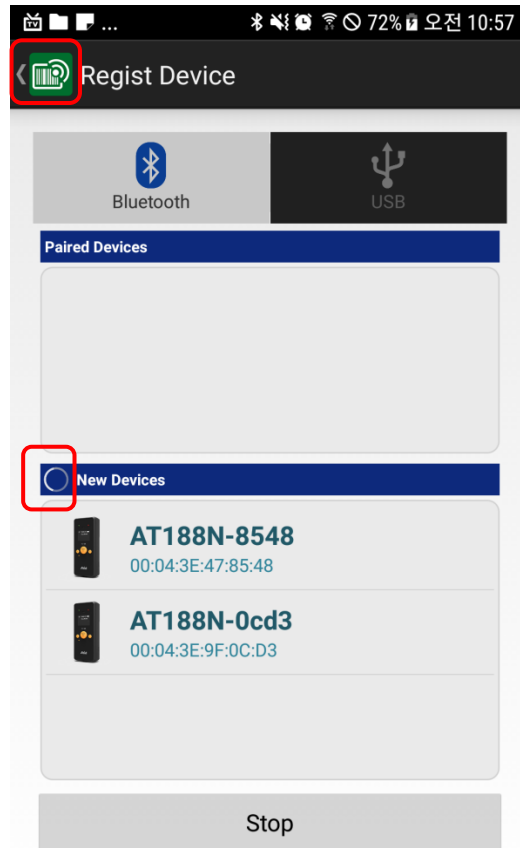 ... 72% 오전 10:57
Regist Device
Bluetooth
USB
Paired Devices
New Devices
AT188N-8548
00:04:3E:47:85:48
AT188N-0cd3
00:04:3E:9F:0C:D3
Stop